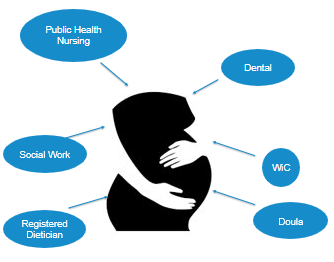 Public Health
Nursing
Dental
Social Work
WiC
Registered
Dietician
Doula